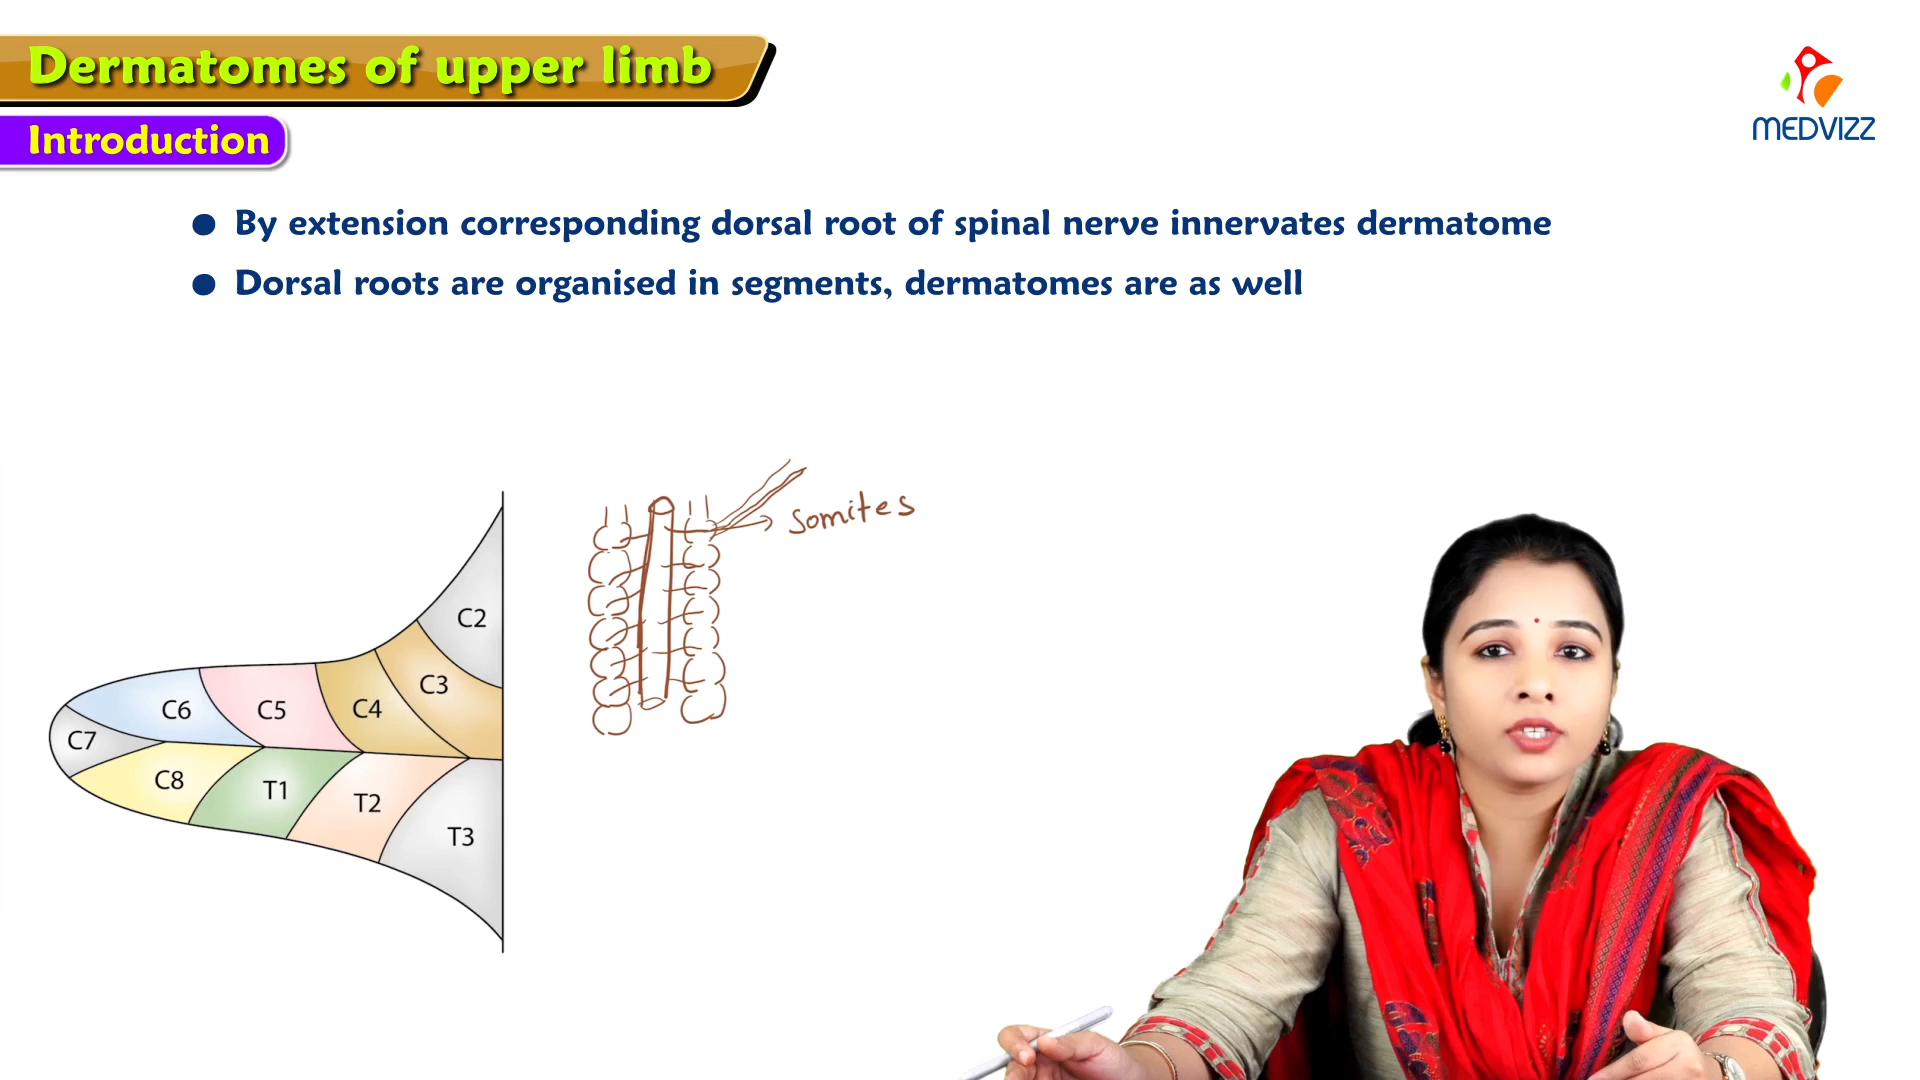 Dermatomes of upper limb
Introduction
MEDVIZZ
● By extension corresponding dorsal root of spinal nerve innervates dermatome
● Dorsal roots are organised in segments, dermatomes are as well
Somites
C2
C3
C4
C5
C6
C7
C8
T1
T2
T3